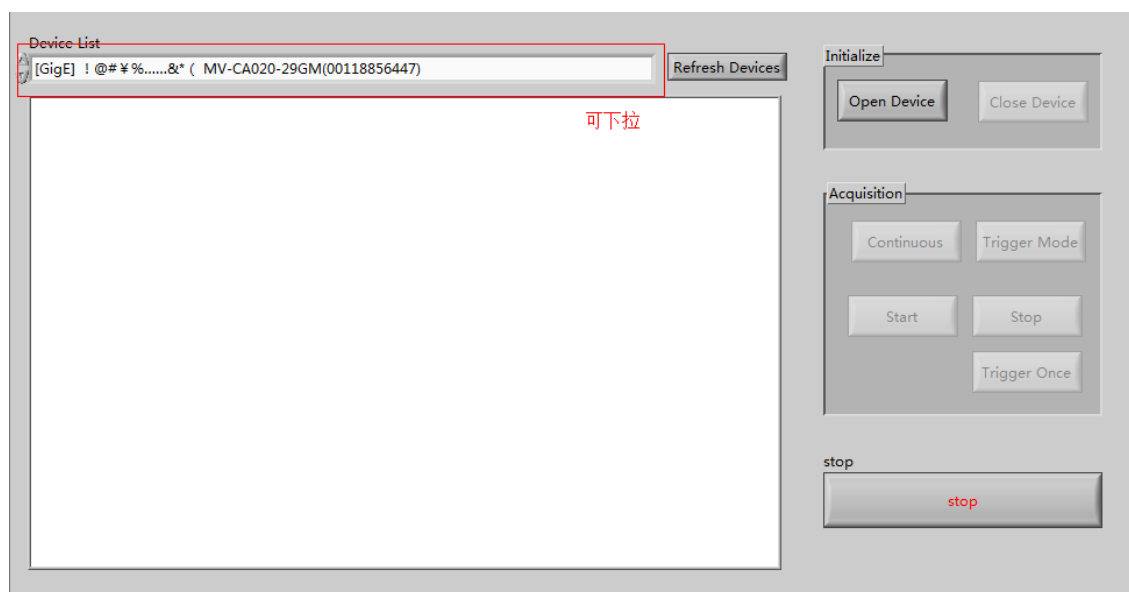 Device List
[GigE] ！@#￥%......&*（ MV-CA020-29GM(00118856447)
Refresh Devices
可下拉
Initialize
Open Device
Close Device
Acquisition
Continuous
Trigger Mode
Start
Stop
Trigger Once
stop
stop